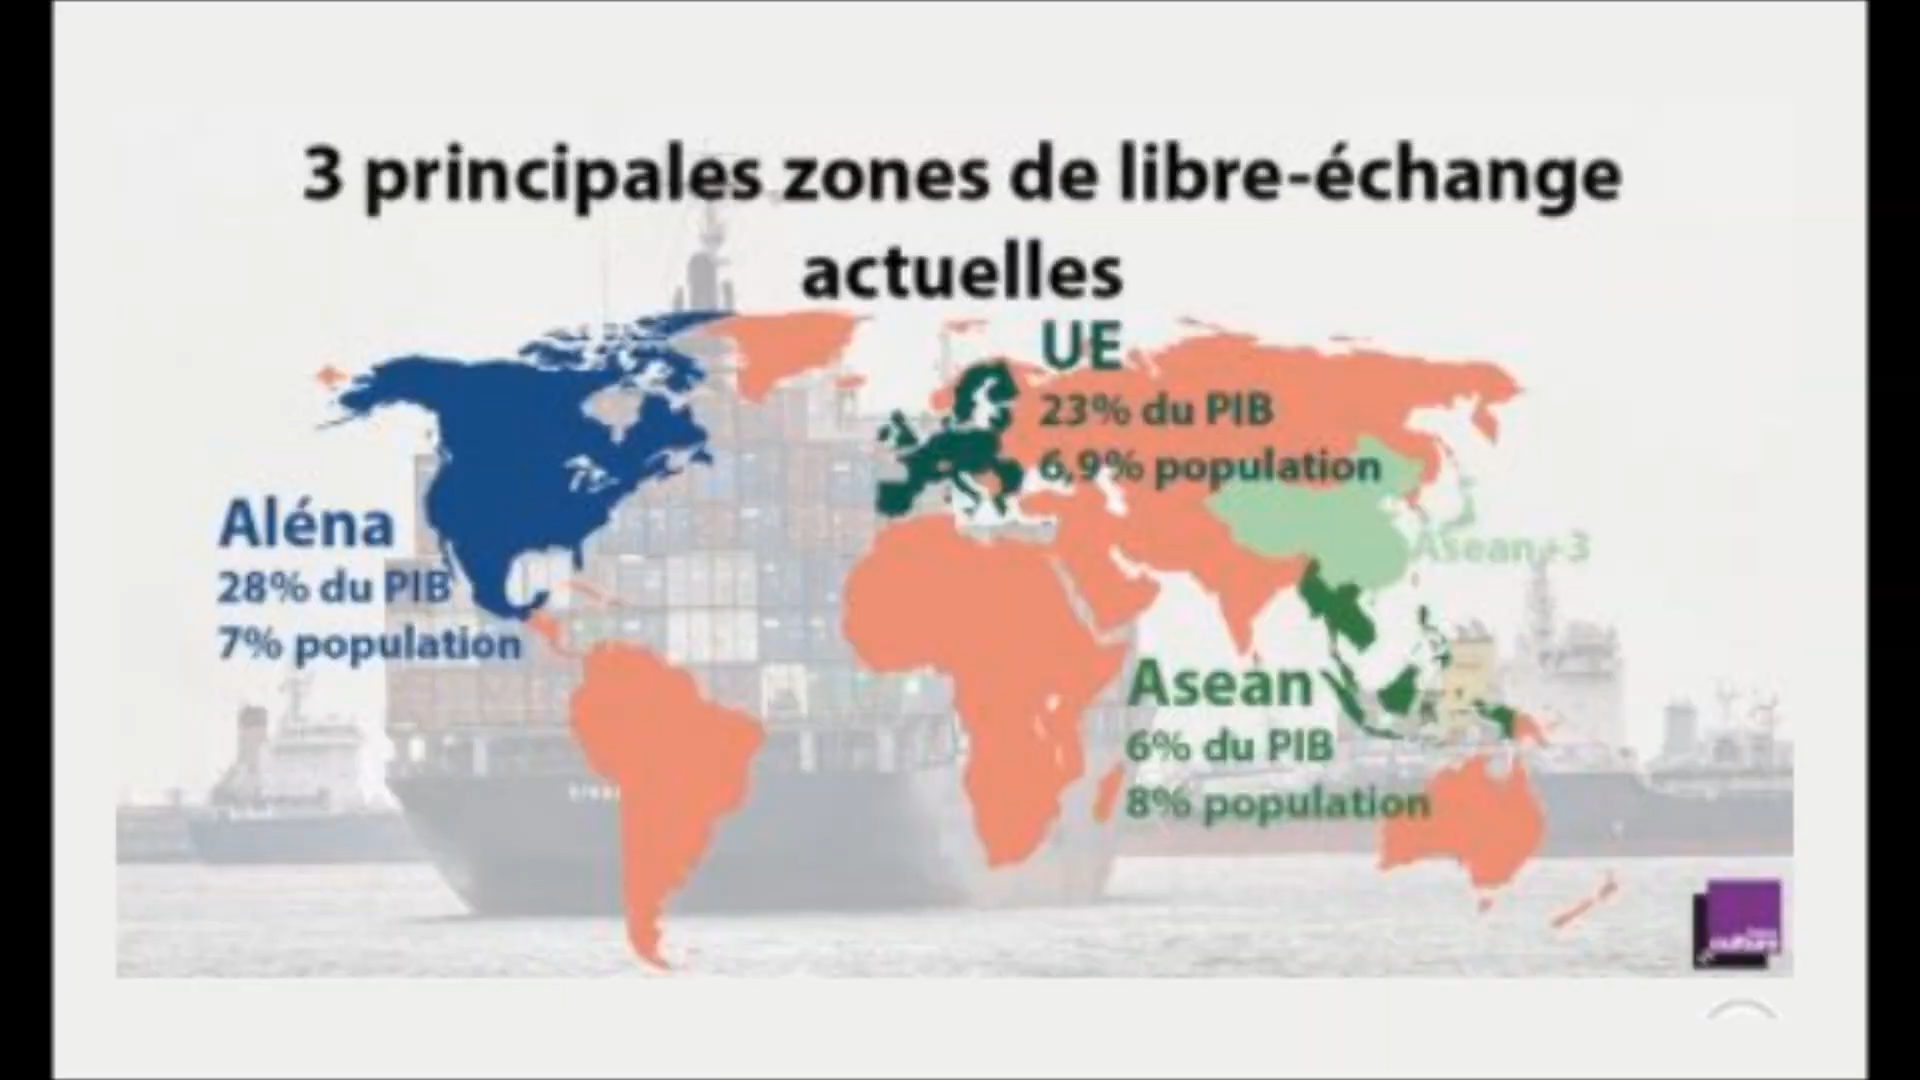 3 principales zones de libre-échange
actuelles
UE
23% du PIB
6,9% population
Aléna
28% du PIB
7% population
Asean+3
Asean
6% du PIB
8% population
culture